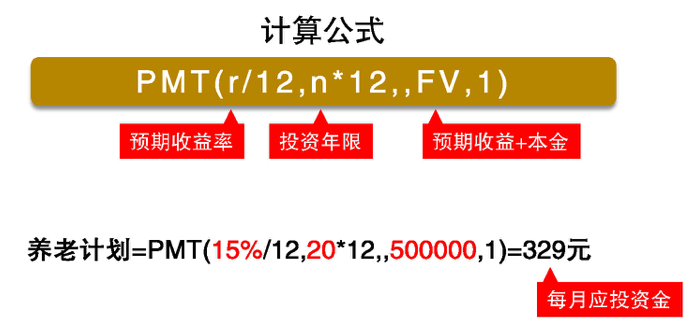 计算公式
PMT(r/12,n*12,,FV,1)
预期收益率
投资年限
预期收益+本金
养老计划=PMT(15%/12,20*12,,500000,1)=329元
每月应投资金